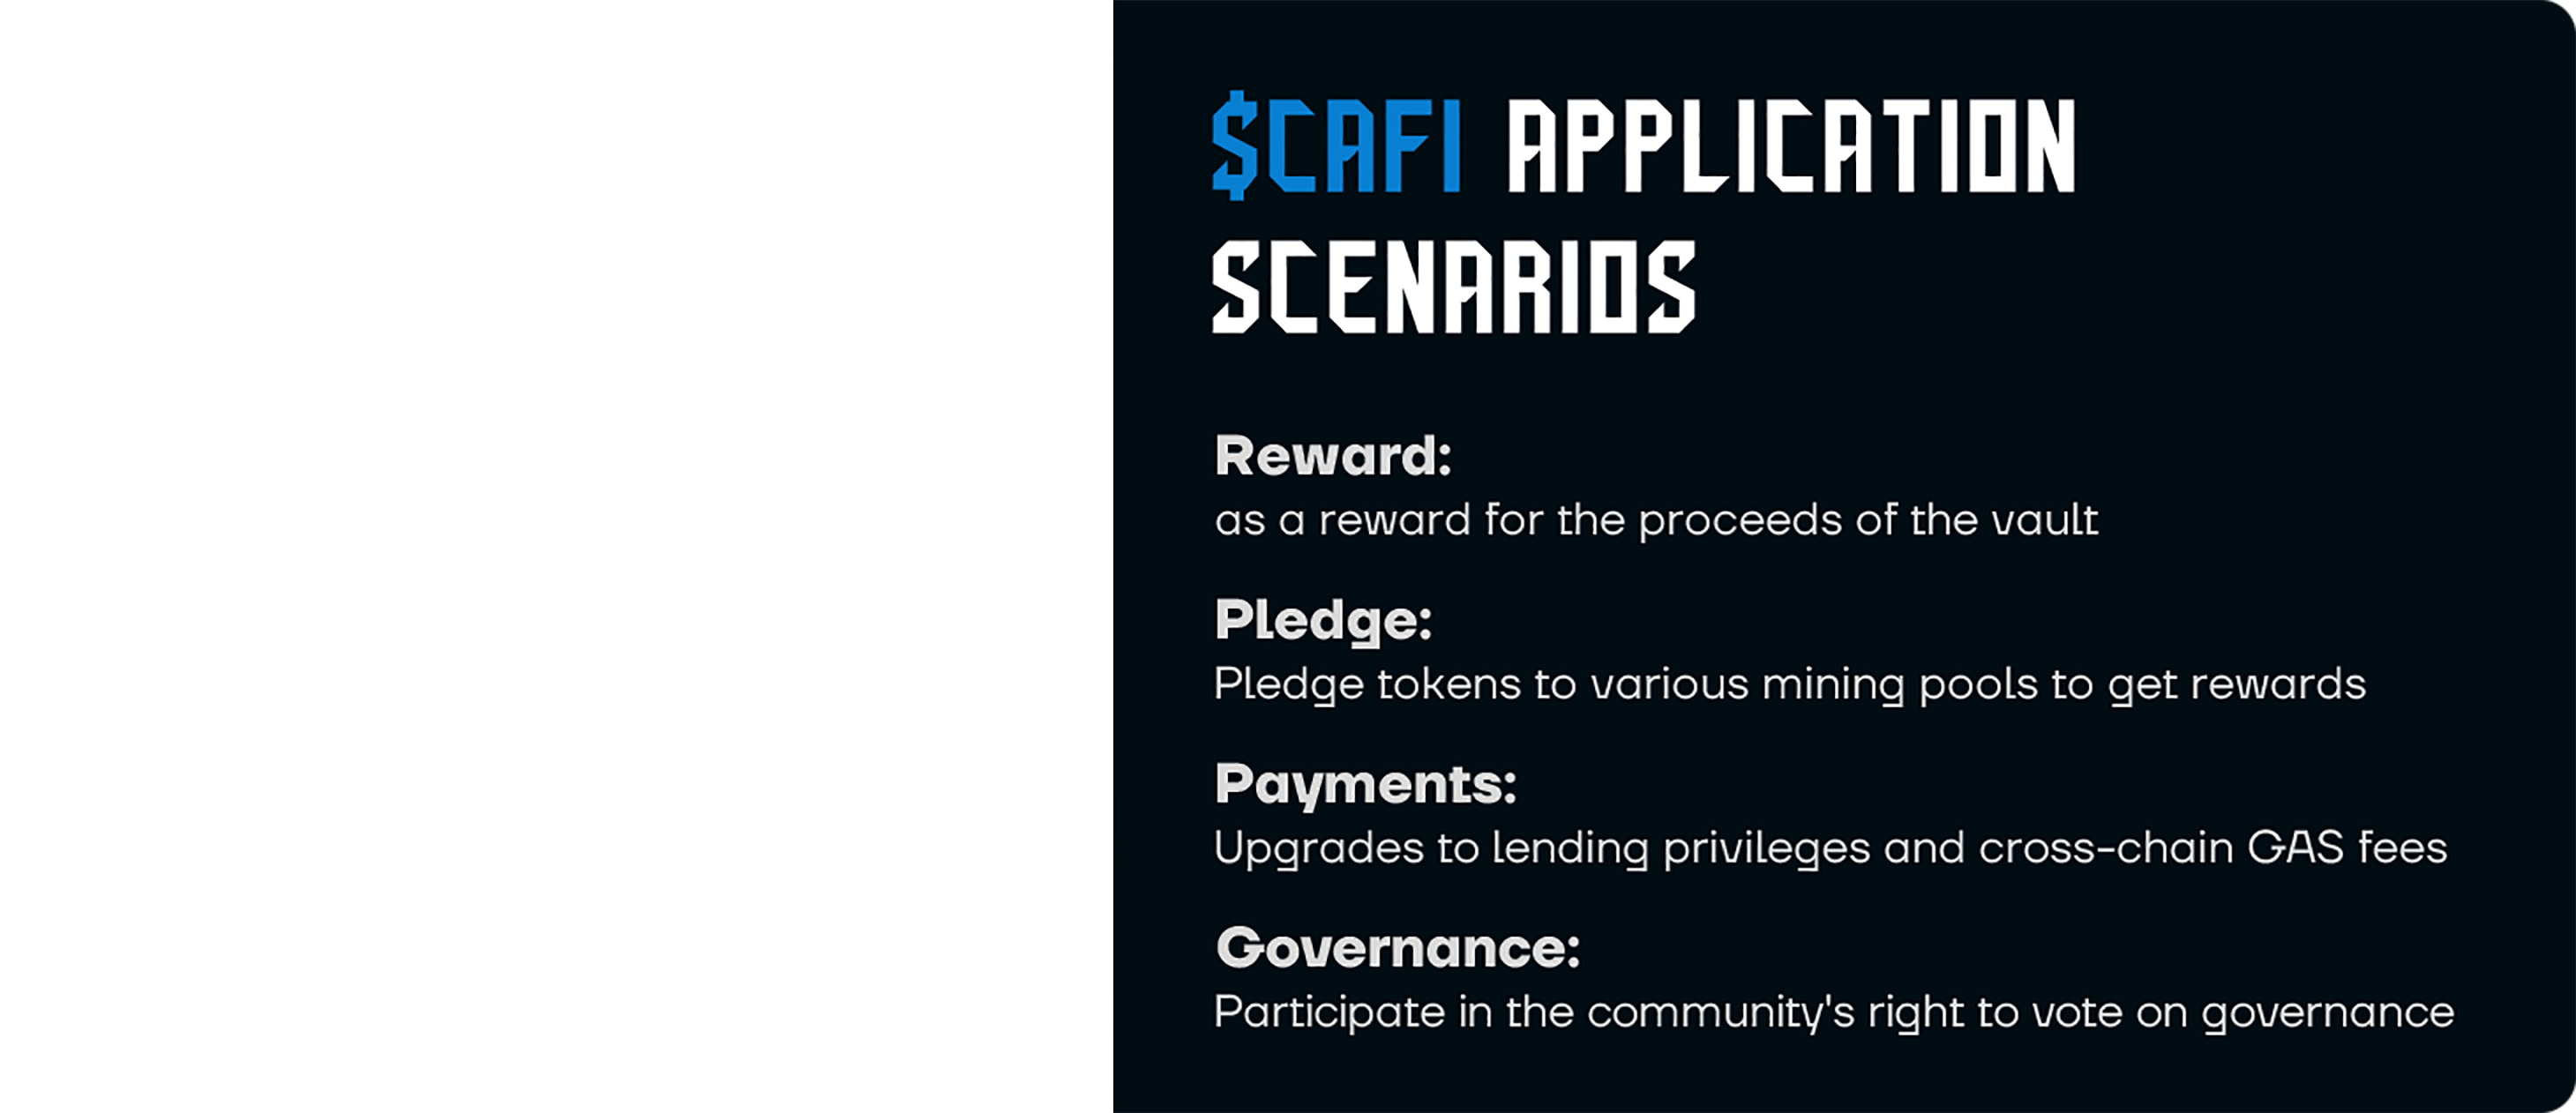 $CAFI APPLICATION
SCENARIOS
Reward:
as a reward for the proceeds of the vault
Pledge:
Pledge tokens to various mining pools to get rewards
Payments:
Upgrades to lending privileges and cross-chain GAS fees
Governance:
Participate in the community's right to vote on governance